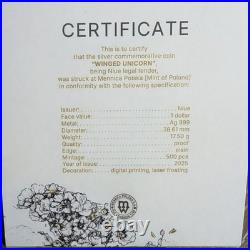 CERTIFICATE
This is to certify
that the silver commemorative coin
"WINGED UNICORN",
being Niue legal tender,
was struck at Mennica Polska (Mint of Poland)
in conformity with the following specification:
Issuer: Niue
Face value: 1 dollar
Metal: Ag 999
Diameter: 38.61 mm
Weight: 17.50 g
Quality: proof
Edge: plain
Mintage: 500 pcs
Year of issue: 2025
Decoration: digital printing, laser frosting